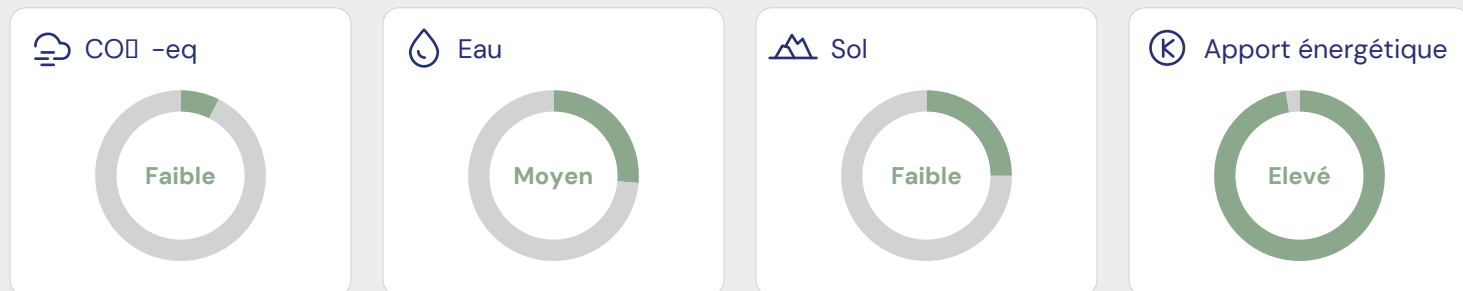 CO▯ -eq
Eau
Sol
Apport énergétique
Faible
Moyen
Faible
Elevé